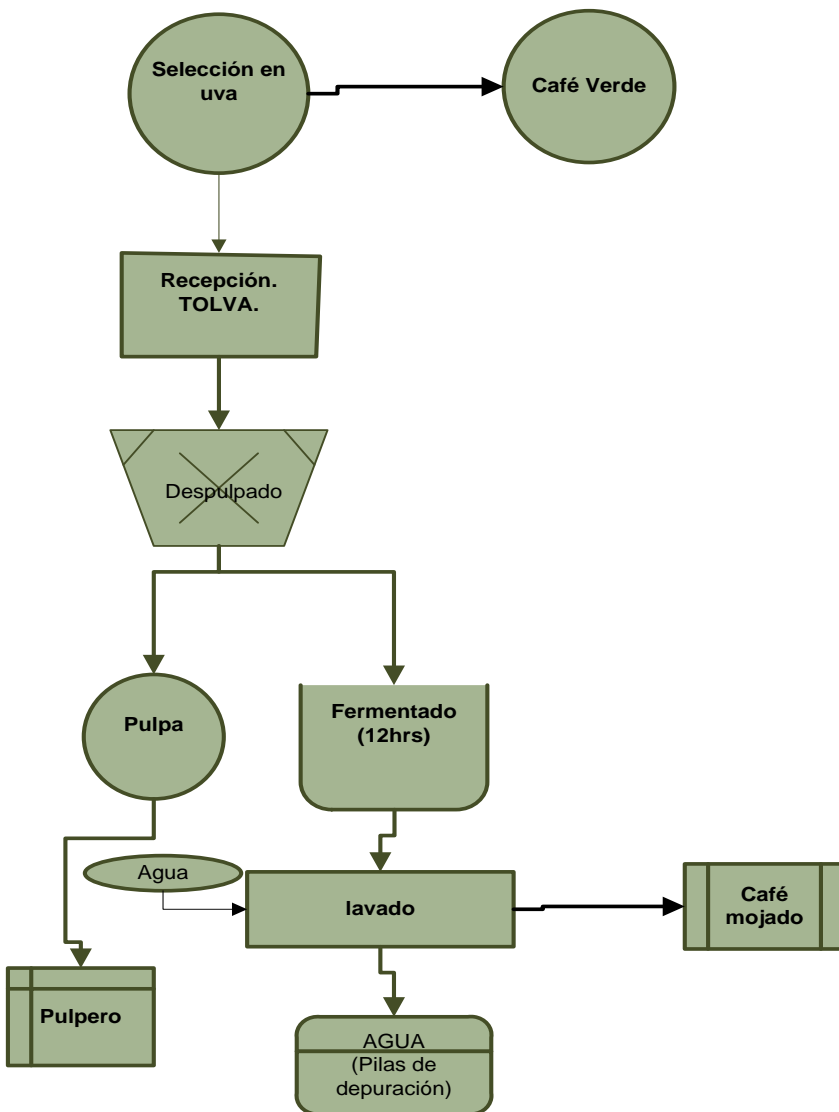 Selección en
uva
Café Verde
Recepción.
TOLVA.
Despulpado
Pulpa
Fermentado
(12hrs)
Agua
lavado
Café
mojado
Pulpero
AGUA
(Pilas de
depuración)